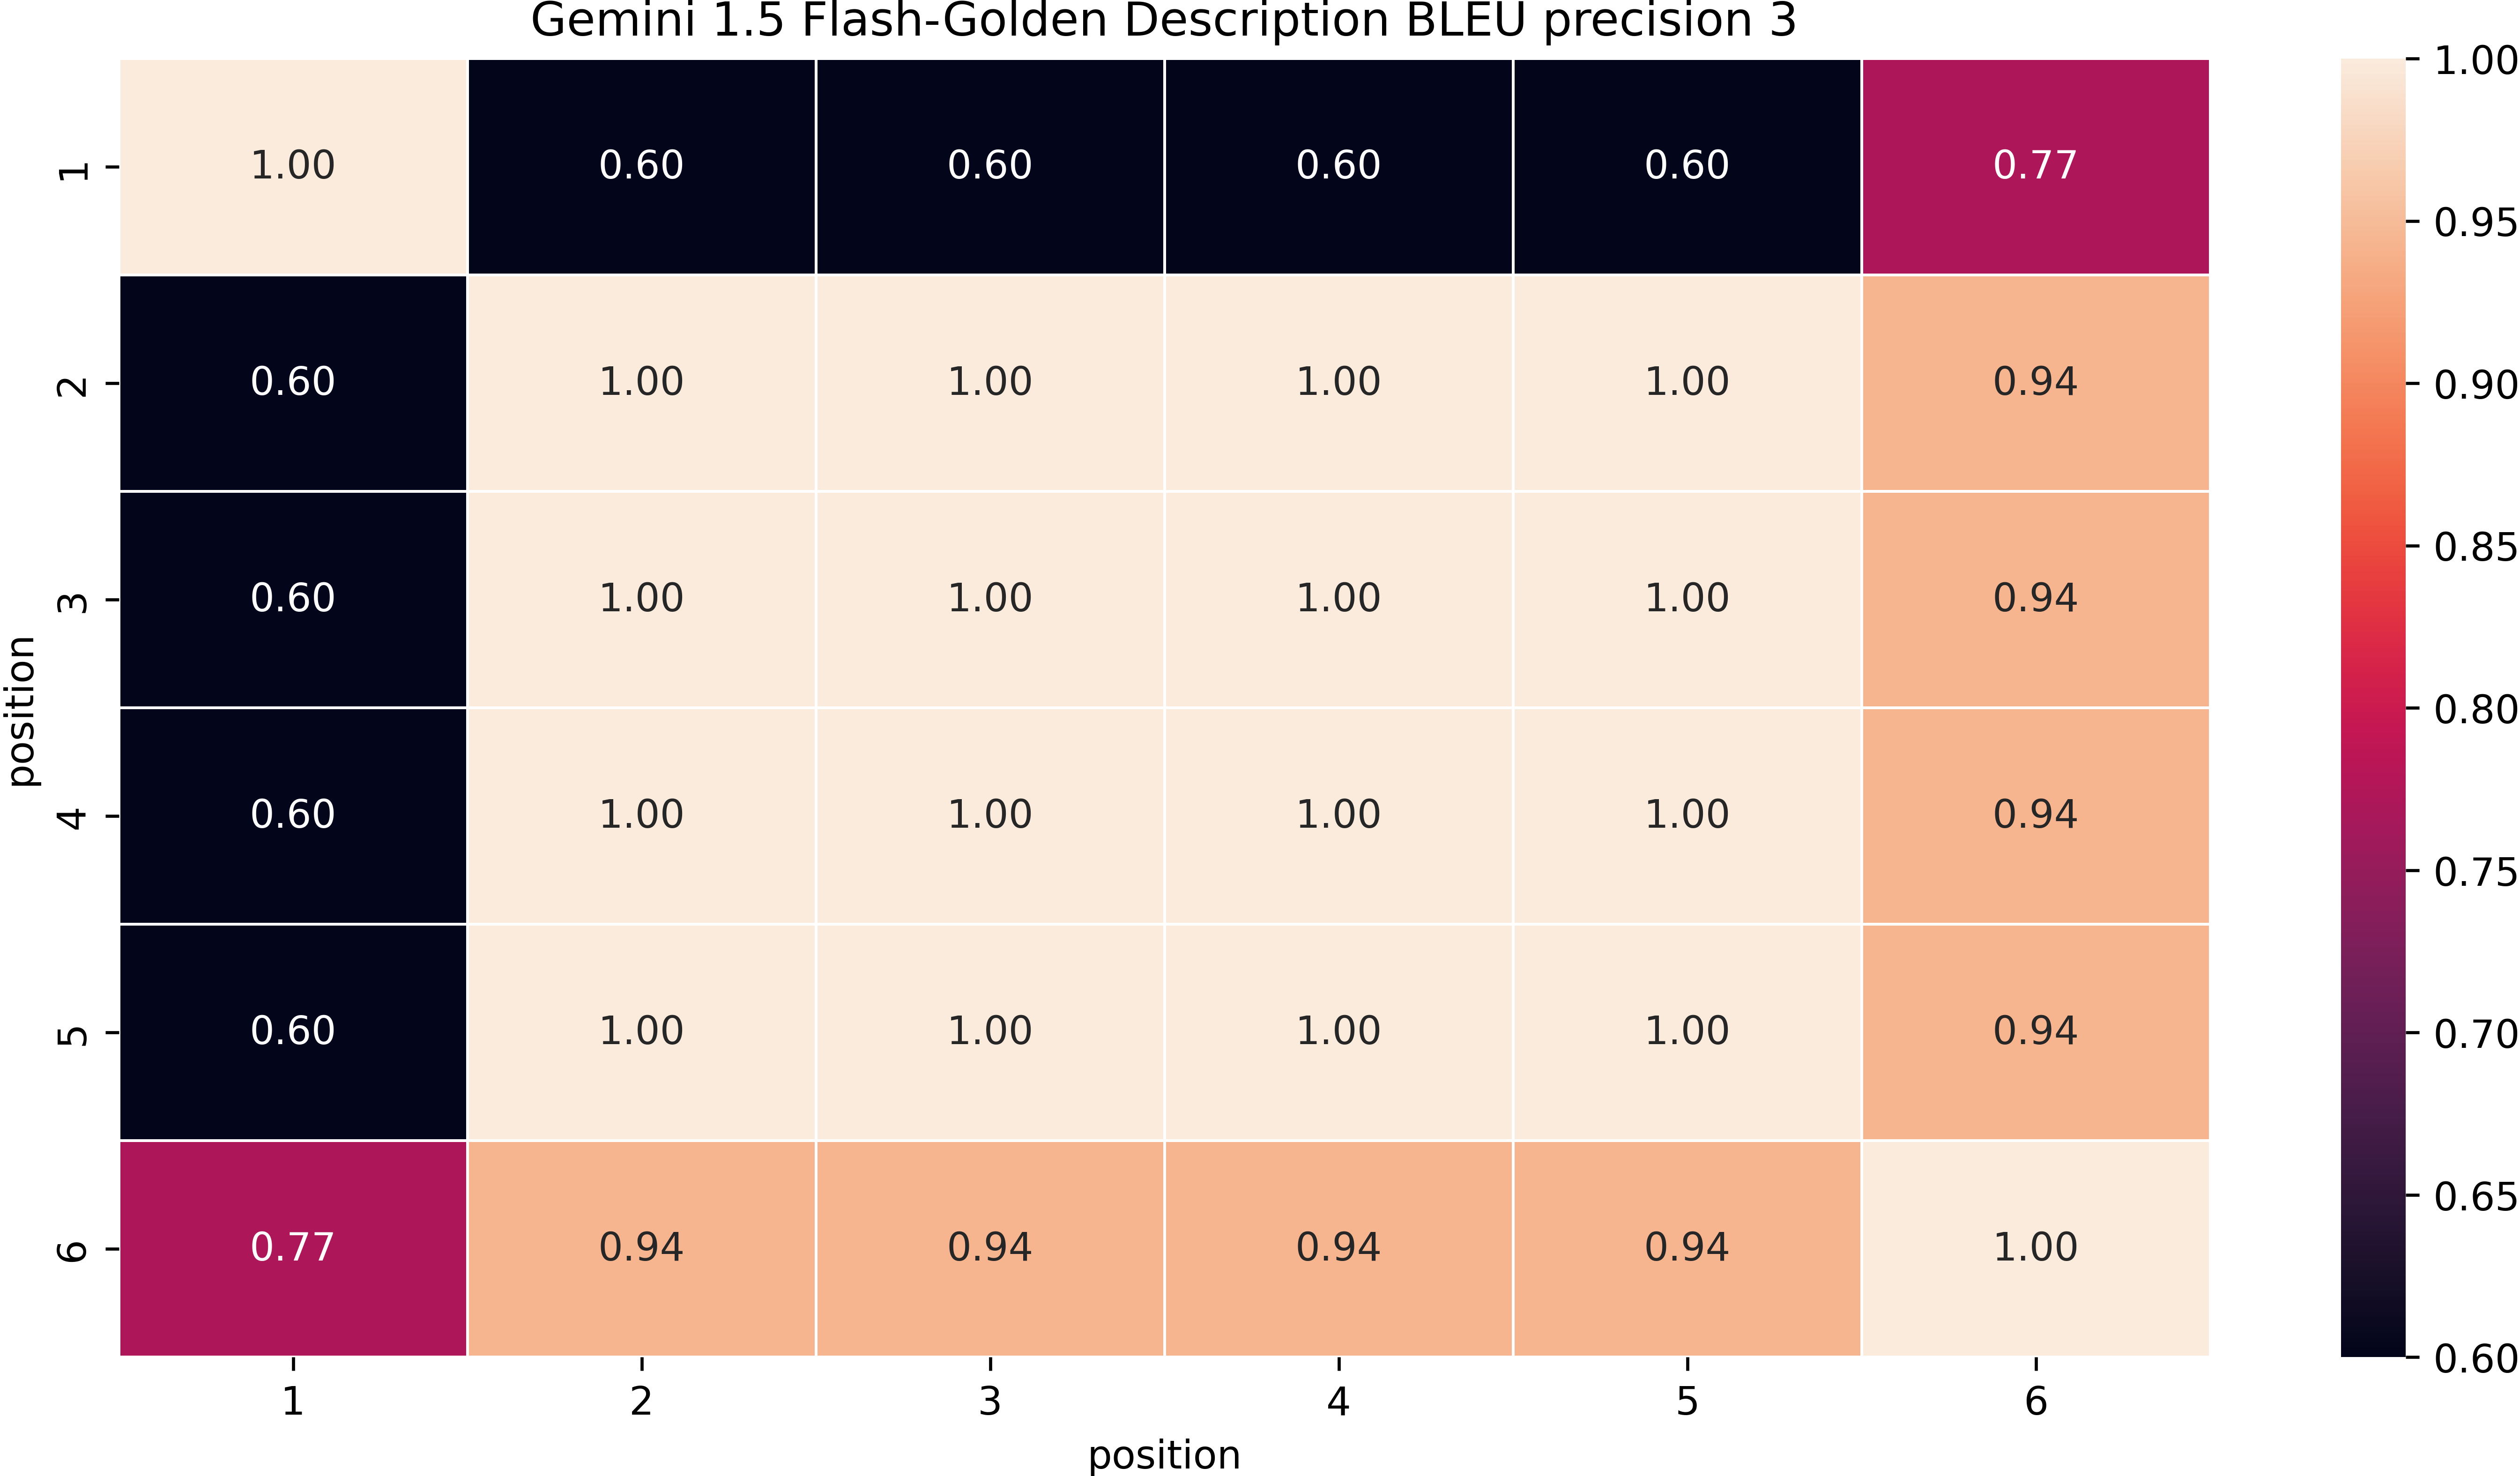 Gemini 1.5 Flash-Golden Description BLEU precision 3
1 1.00 0.60 0.60 0.60 0.60 0.77
2 0.60 1.00 1.00 1.00 1.00 0.94
3 0.60 1.00 1.00 1.00 1.00 0.94
4 0.60 1.00 1.00 1.00 1.00 0.94
5 0.60 1.00 1.00 1.00 1.00 0.94
6 0.77 0.94 0.94 0.94 0.94 1.00
position
1 2 3 4 5 6
position
1.00
0.95
0.90
0.85
0.80
0.75
0.70
0.65
0.60